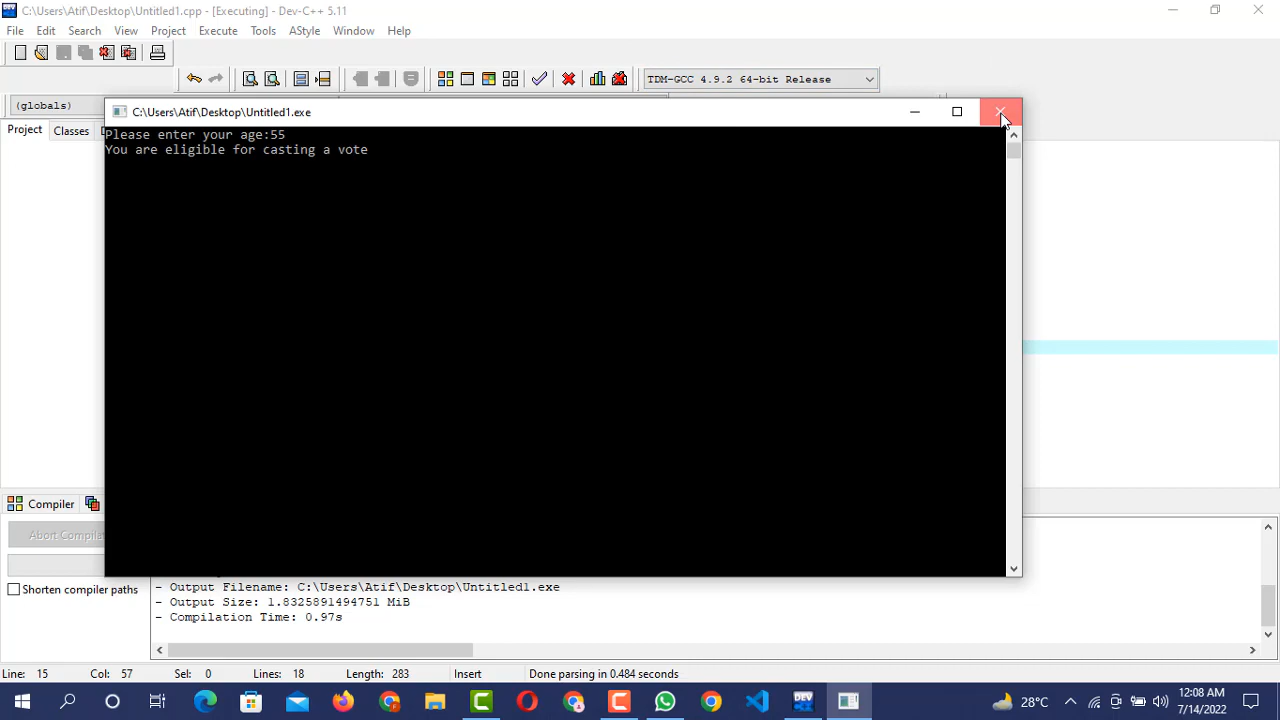 C:\Users\Atif\Desktop\Untitled1.cpp - [Executing] - Dev-C++ 5.11
File Edit Search View Project Execute Tools AStyle Window Help
TDM-GCC 4.9.2 64-bit Release
(globals)
C:\Users\Atif\Desktop\Untitled1.exe
Project Classes
Please enter your age:55
You are eligible for casting a vote
Compiler
Abort Compila
Shorten compiler paths
- Output Filename: C:\Users\Atif\Desktop\Untitled1.exe
- Output Size: 1.8325891494751 MiB
- Compilation Time: 0.97s
Line: 15 Col: 57 Sel: 0 Lines: 18 Length: 283 Insert Done parsing in 0.484 seconds
28°C
12:08 AM
7/14/2022